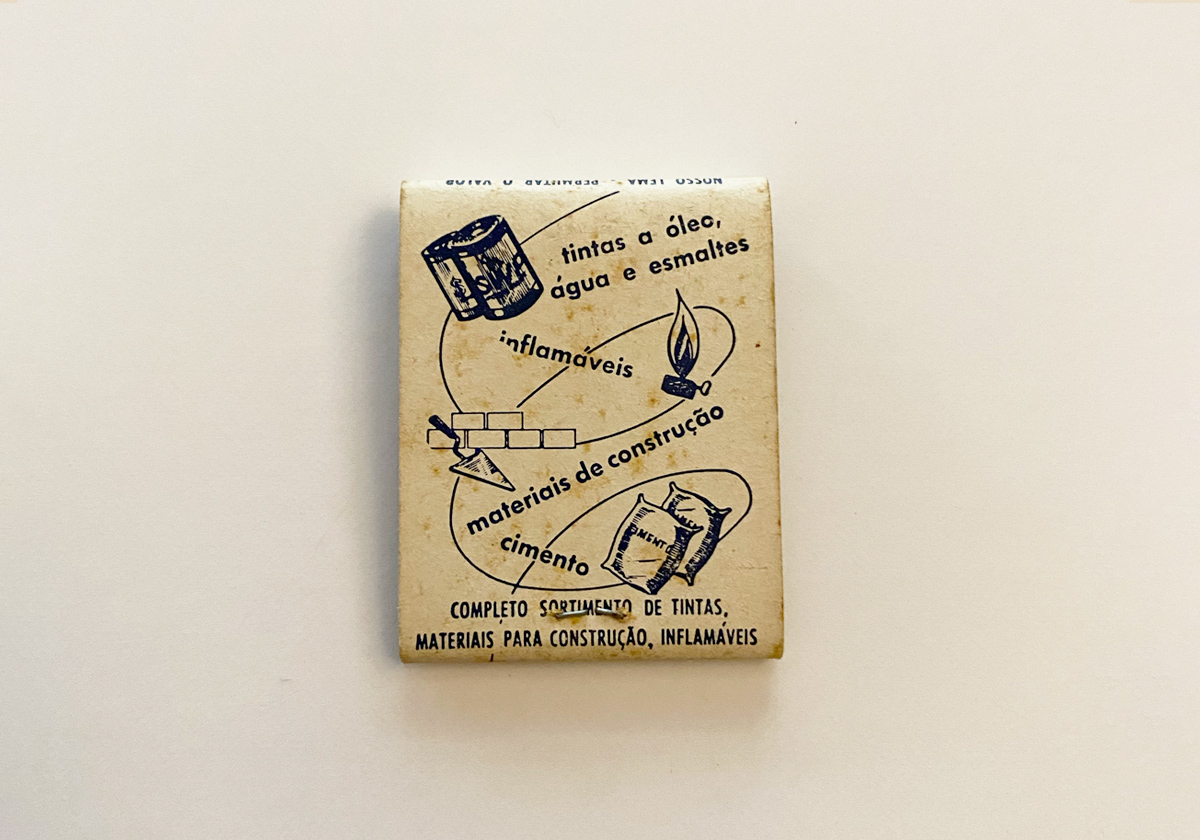 NOSSO LEMA - PERMUTAR O VALOR
tintas a óleo,
água e esmaltes
inflamáveis
materiais de construção
cimento
COMPLETO SORTIMENTO DE TINTAS,
MATERIAIS PARA CONSTRUÇÃO, INFLAMÁVEIS